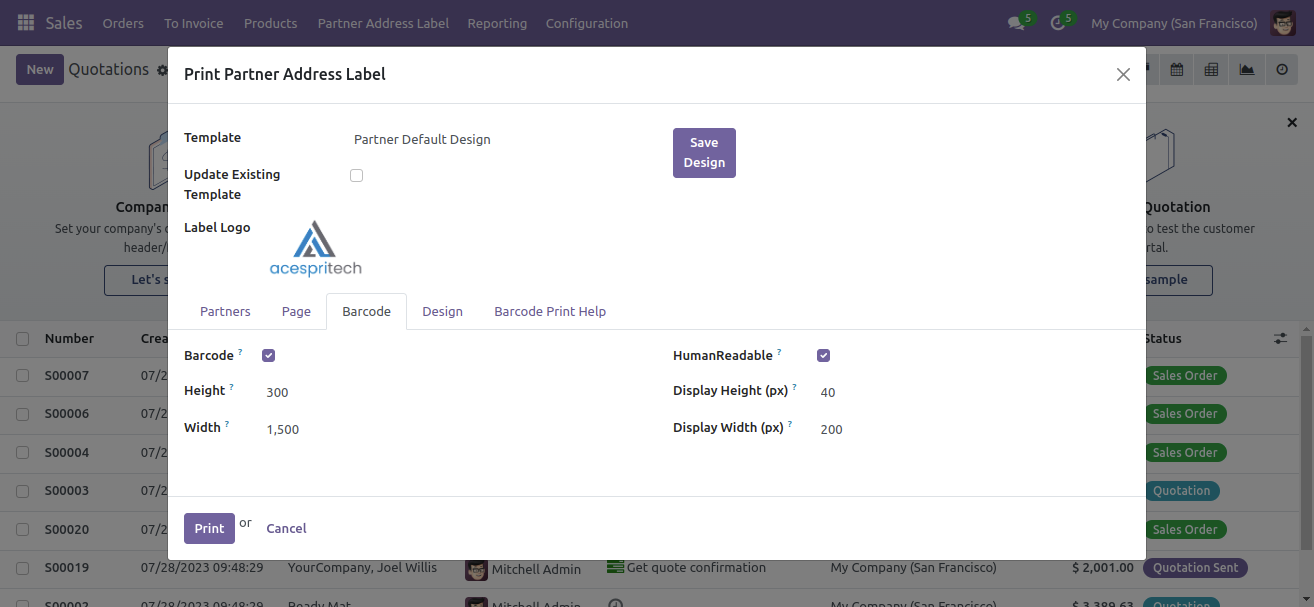 Sales Orders To Invoice Products Partner Address Label Reporting Configuration 5 5 My Company (San Francisco)
New Quotations
Print Partner Address Label
Template Partner Default Design Save Design
Update Existing Template
Label Logo
acespritech
Compan
Set your company's
header/
Let's s
Quotation
to test the customer
rtal.
sample
Partners Page Barcode Design Barcode Print Help
Barcode ? HumanReadable ?
Height ? 300 Display Height (px) ? 40
Width ? 1,500 Display Width (px) ? 200
Print or Cancel
Number Crea Status
S00007 07/2 Sales Order
S00006 07/2 Sales Order
S00004 07/2 Sales Order
S00003 07/2 Quotation
S00020 07/2 Sales Order
S00019 07/28/2023 09:48:29 YourCompany, Joel Willis Mitchell Admin Get quote confirmation My Company (San Francisco) $ 2,001.00 Quotation Sent
S00002 07/28/2023 09:48:29 Ready Mat Mitchell Admin My Company (San Francisco) $ 3,389.63 Quotation